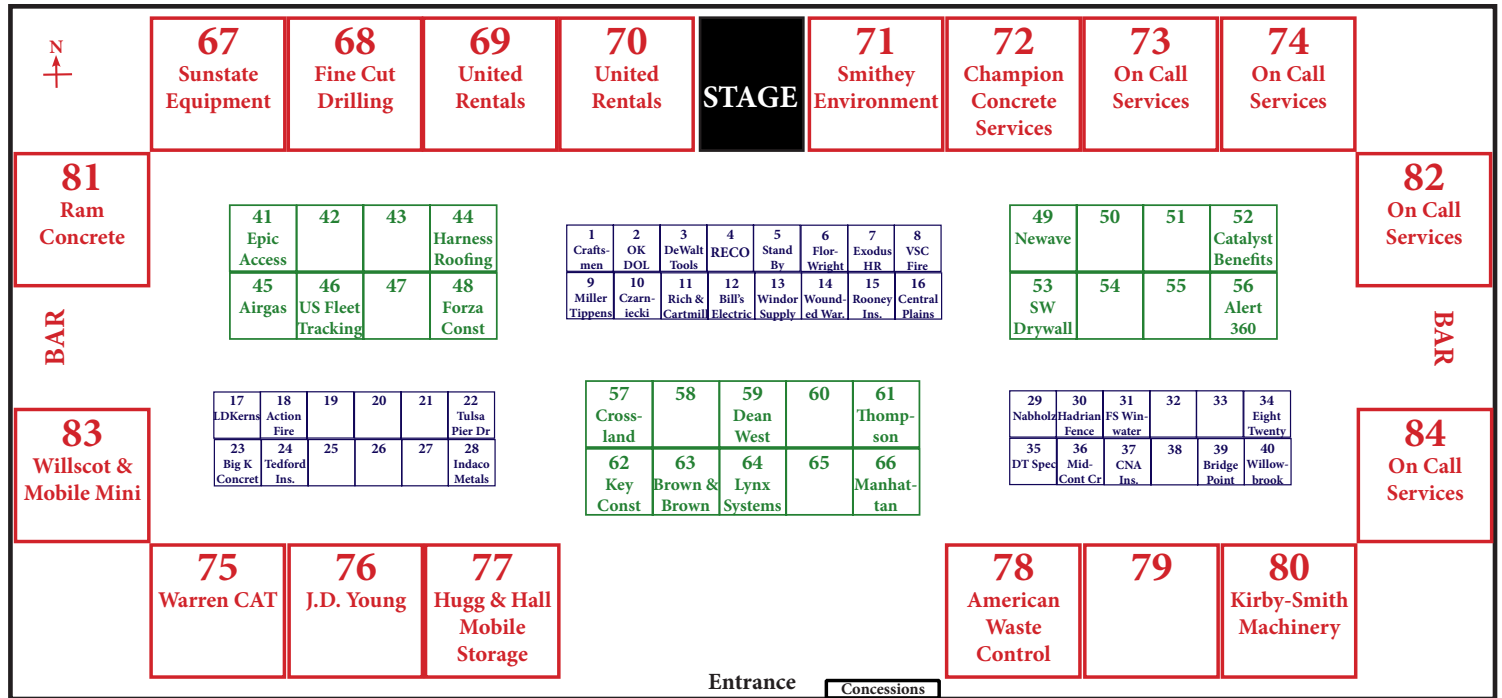 N
67
Sunstate
Equipment
68
Fine Cut
Drilling
69
United
Rentals
70
United
Rentals
STAGE
71
Smithey
Environment
72
Champion
Concrete
Services
73
On Call
Services
74
On Call
Services
81
Ram
Concrete
82
On Call
Services
41
Epic
Access
42
43
44
Harness
Roofing
45
Airgas
46
US Fleet
Tracking
47
48
Forza
Const
1
Crafts-
men
2
OK
DOL
3
DeWalt
Tools
4
RECO
5
Stand
By
6
Flor-
Wright
7
Exodus
HR
8
VSC
Fire
9
Miller
Tippens
10
Czarn-
iecki
11
Rich &
Cartmill
12
Bill's
Electric
13
Windor
Supply
14
Wound-
ed War.
15
Rooney
Ins.
16
Central
Plains
49
Newave
50
51
52
Catalyst
Benefits
53
SW
Drywall
54
55
56
Alert
360
BAR
BAR
17
LDKerns
18
Action
Fire
19
20
21
22
Tulsa
Pier Dr
23
Big K
Concret
24
Tedford
Ins.
25
26
27
28
Indaco
Metals
57
Cross-
land
58
59
Dean
West
60
61
Thomp-
son
62
Key
Const
63
Brown &
Brown
64
Lynx
Systems
65
66
Manhat-
tan
29
Nabholz
30
Hadrian
Fence
31
FS Win-
water
32
33
34
Eight
Twenty
35
DT Spec
36
Mid-
Cont Cr
37
CNA
Ins.
38
39
Bridge
Point
40
Willow-
brook
83
Willscot &
Mobile Mini
84
On Call
Services
75
Warren CAT
76
J.D. Young
77
Hugg & Hall
Mobile
Storage
78
American
Waste
Control
79
80
Kirby-Smith
Machinery
Entrance
Concessions